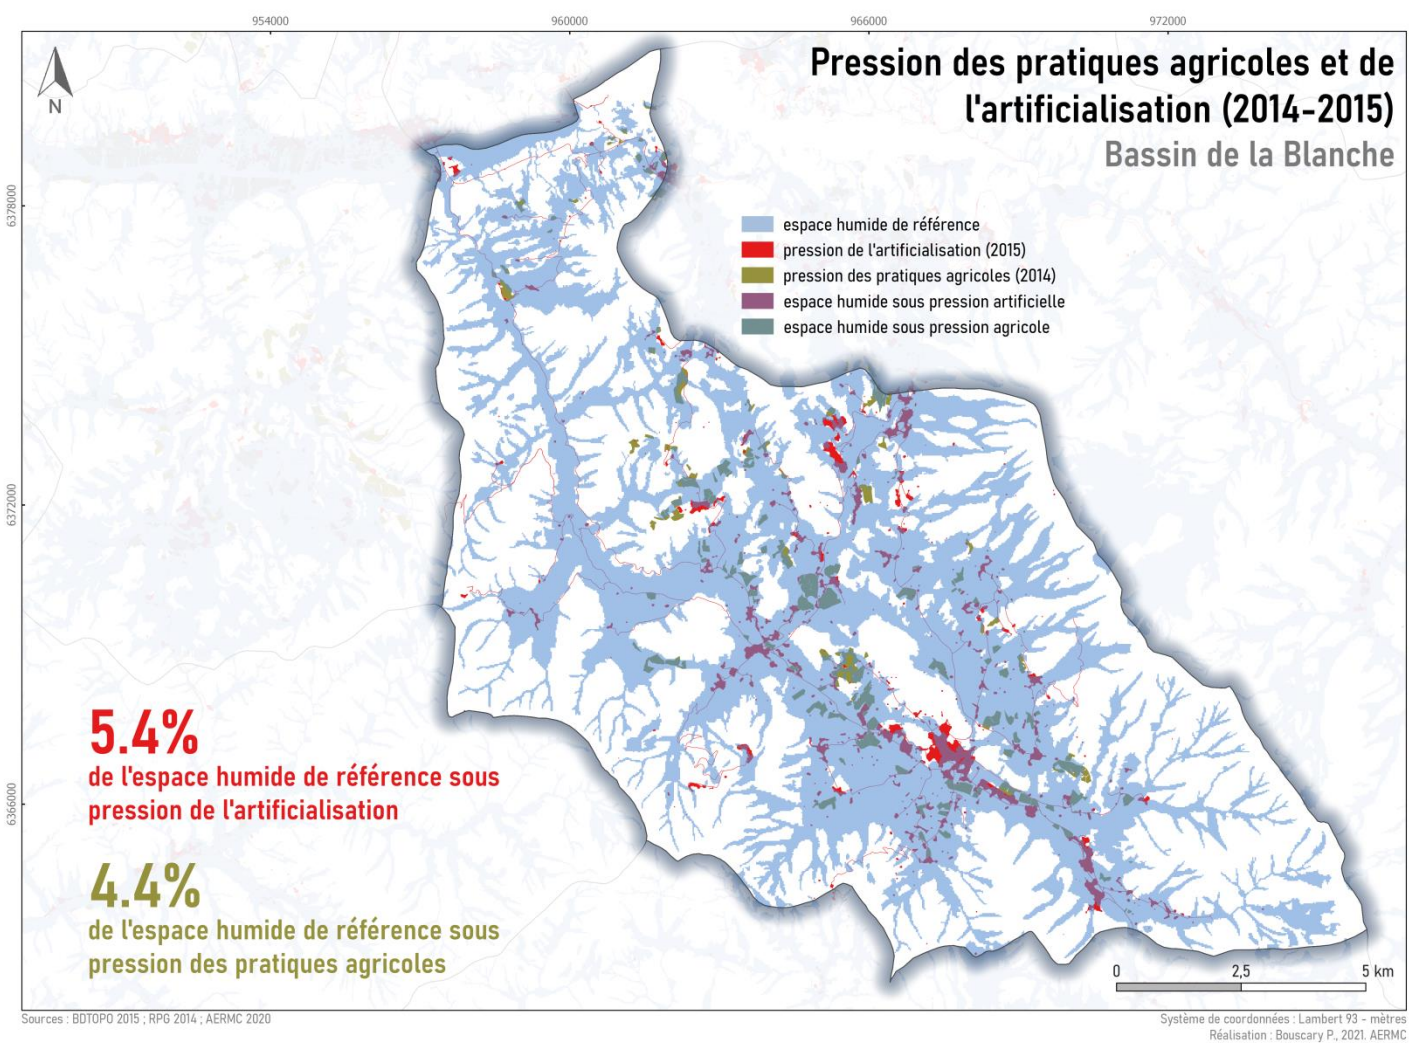 954000
960000
966000
972000
Pression des pratiques agricoles et de
l'artificialisation (2014-2015)
Bassin de la Blanche
N
6378000
6372000
6366000
espace humide de référence
pression de l'artificialisation (2015)
pression des pratiques agricoles (2014)
espace humide sous pression artificielle
espace humide sous pression agricole
5.4%
de l'espace humide de référence sous
pression de l'artificialisation
4.4%
de l'espace humide de référence sous
pression des pratiques agricoles
0 2,5 5 km
Sources : BDTOPO 2015 ; RPG 2014 ; AERMC 2020
Système de coordonnées : Lambert 93 - mètres
Réalisation : Bouscary P., 2021. AERMC